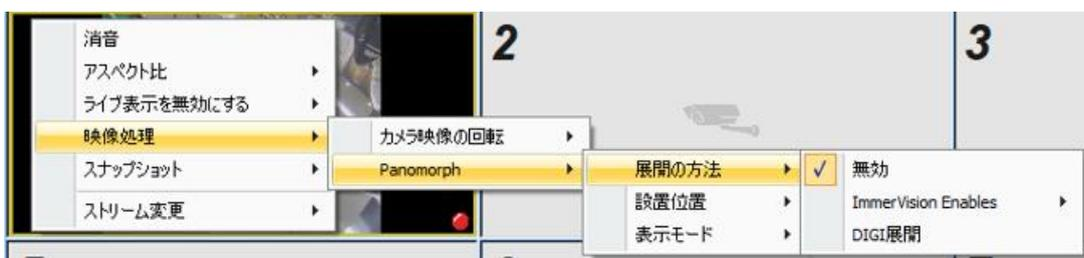 消音
アスペクト比
ライブ表示を無効にする
映像処理
スナップショット
ストリーム変更
カメラ映像の回転
Panomorph
展開の方法
設置位置
表示モード
無効
ImmerVision Enables
DIGI展開
2
3